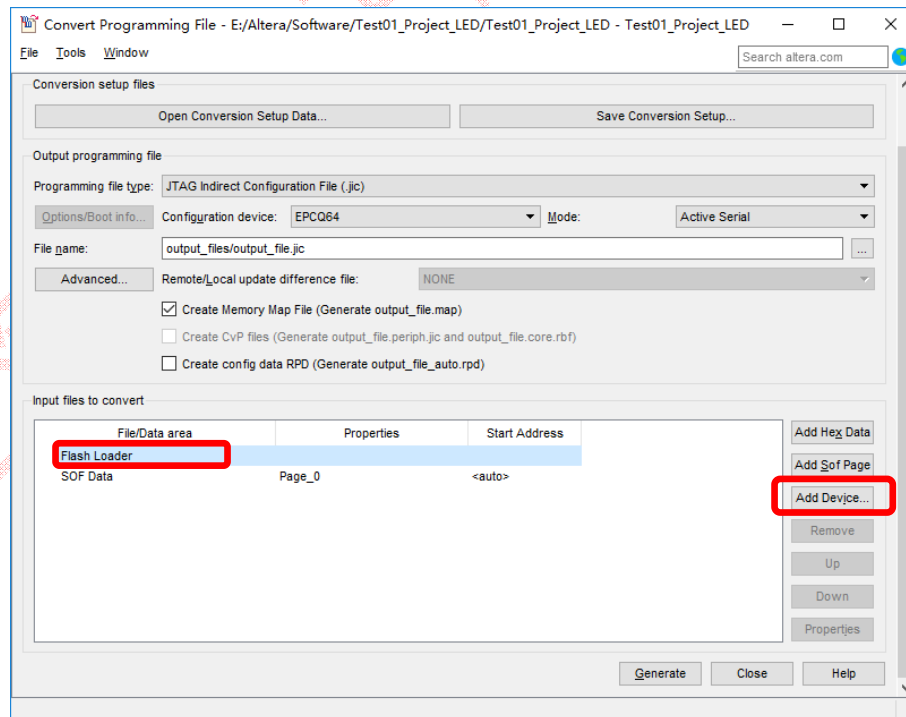 Convert Programming File - E:/Altera/Software/Test01_Project_LED/Test01_Project_LED - Test01_Project_LED
File Tools Window
Search altera.com
Conversion setup files
Open Conversion Setup Data... Save Conversion Setup...
Output programming file
Programming file type: JTAG Indirect Configuration File (.jic)
Options/Boot info... Configuration device: EPCQ64 Mode: Active Serial
File name: output_files/output_file.jic ...
Advanced... Remote/Local update difference file: NONE
Create Memory Map File (Generate output_file.map)
Create CvP files (Generate output_file.periph.jic and output_file.core.rbf)
Create config data RPD (Generate output_file_auto.rpd)
Input files to convert
File/Data area Properties Start Address
Add Hex Data
Flash Loader
Add Sof Page
SOF Data Page_0 <auto>
Add Device...
Remove
Up
Down
Properties
Generate Close Help